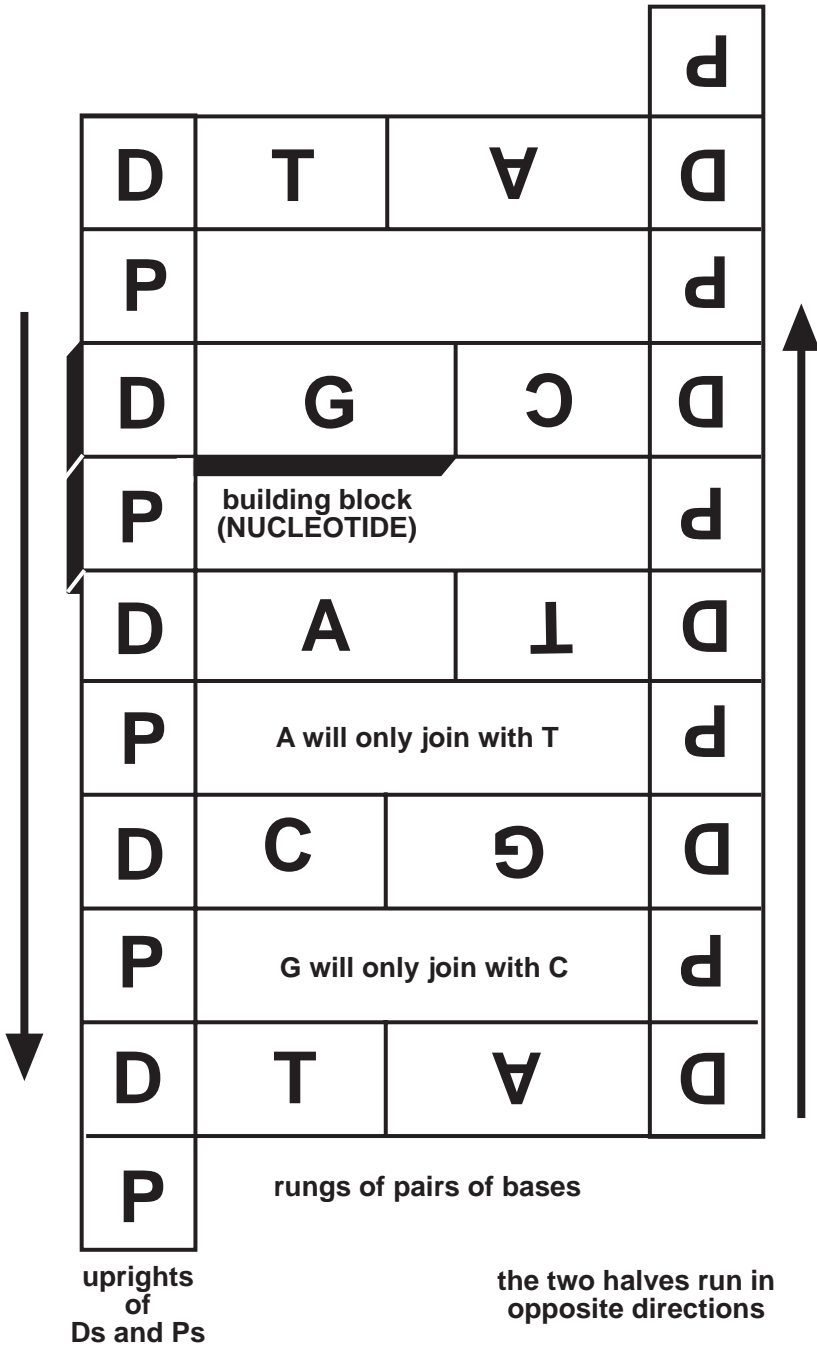 P
D T A D
P P
D G C D
P P
building block
(NUCLEOTIDE)
D A T D
P A will only join with T P
D C G D
P G will only join with C P
D T A D
P rungs of pairs of bases
uprights
of
Ds and Ps
the two halves run in
opposite directions